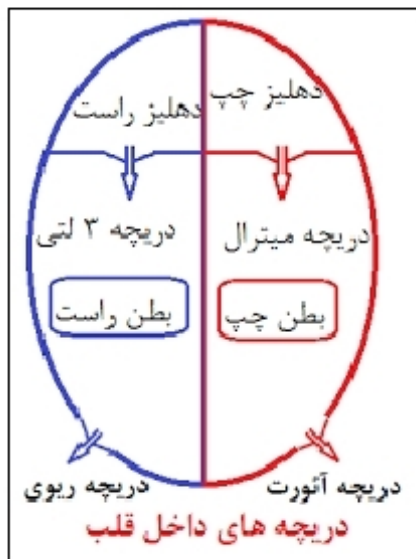 دهلیز راست
دهلیز چپ
دریچه ۳ لتی
دریچه میترال
بطن راست
بطن چپ
دریچه ریوي
دریچه آئورت
دریچه های داخل قلب